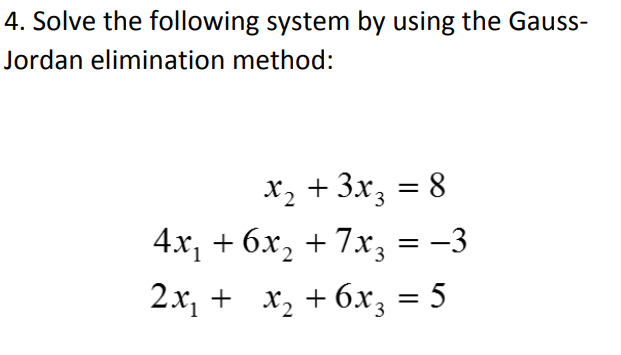 4. Solve the following system by using the Gauss-
Jordan elimination method:
x₂ + 3x₃ = 8
4x₁ + 6x₂ + 7x₃ = −3
2x₁ + x₂ + 6x₃ = 5